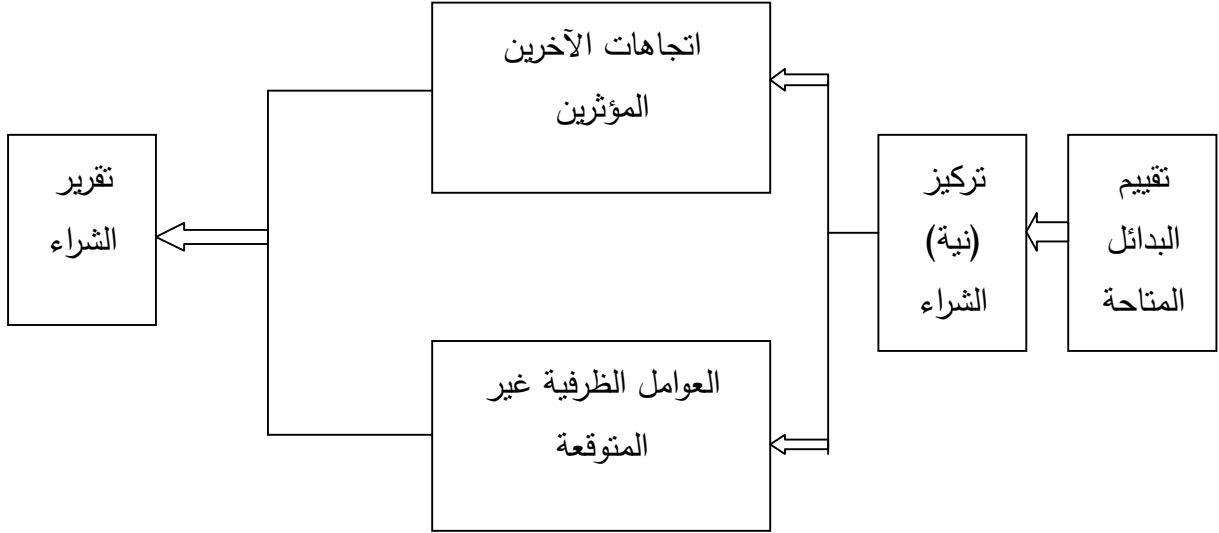 تقييم
البدائل
المتاحة
تركيز
(نية)
الشراء
اتجاهات الآخرين
المؤثرين
العوامل الظرفية غير
المتوقعة
تقرير
الشراء